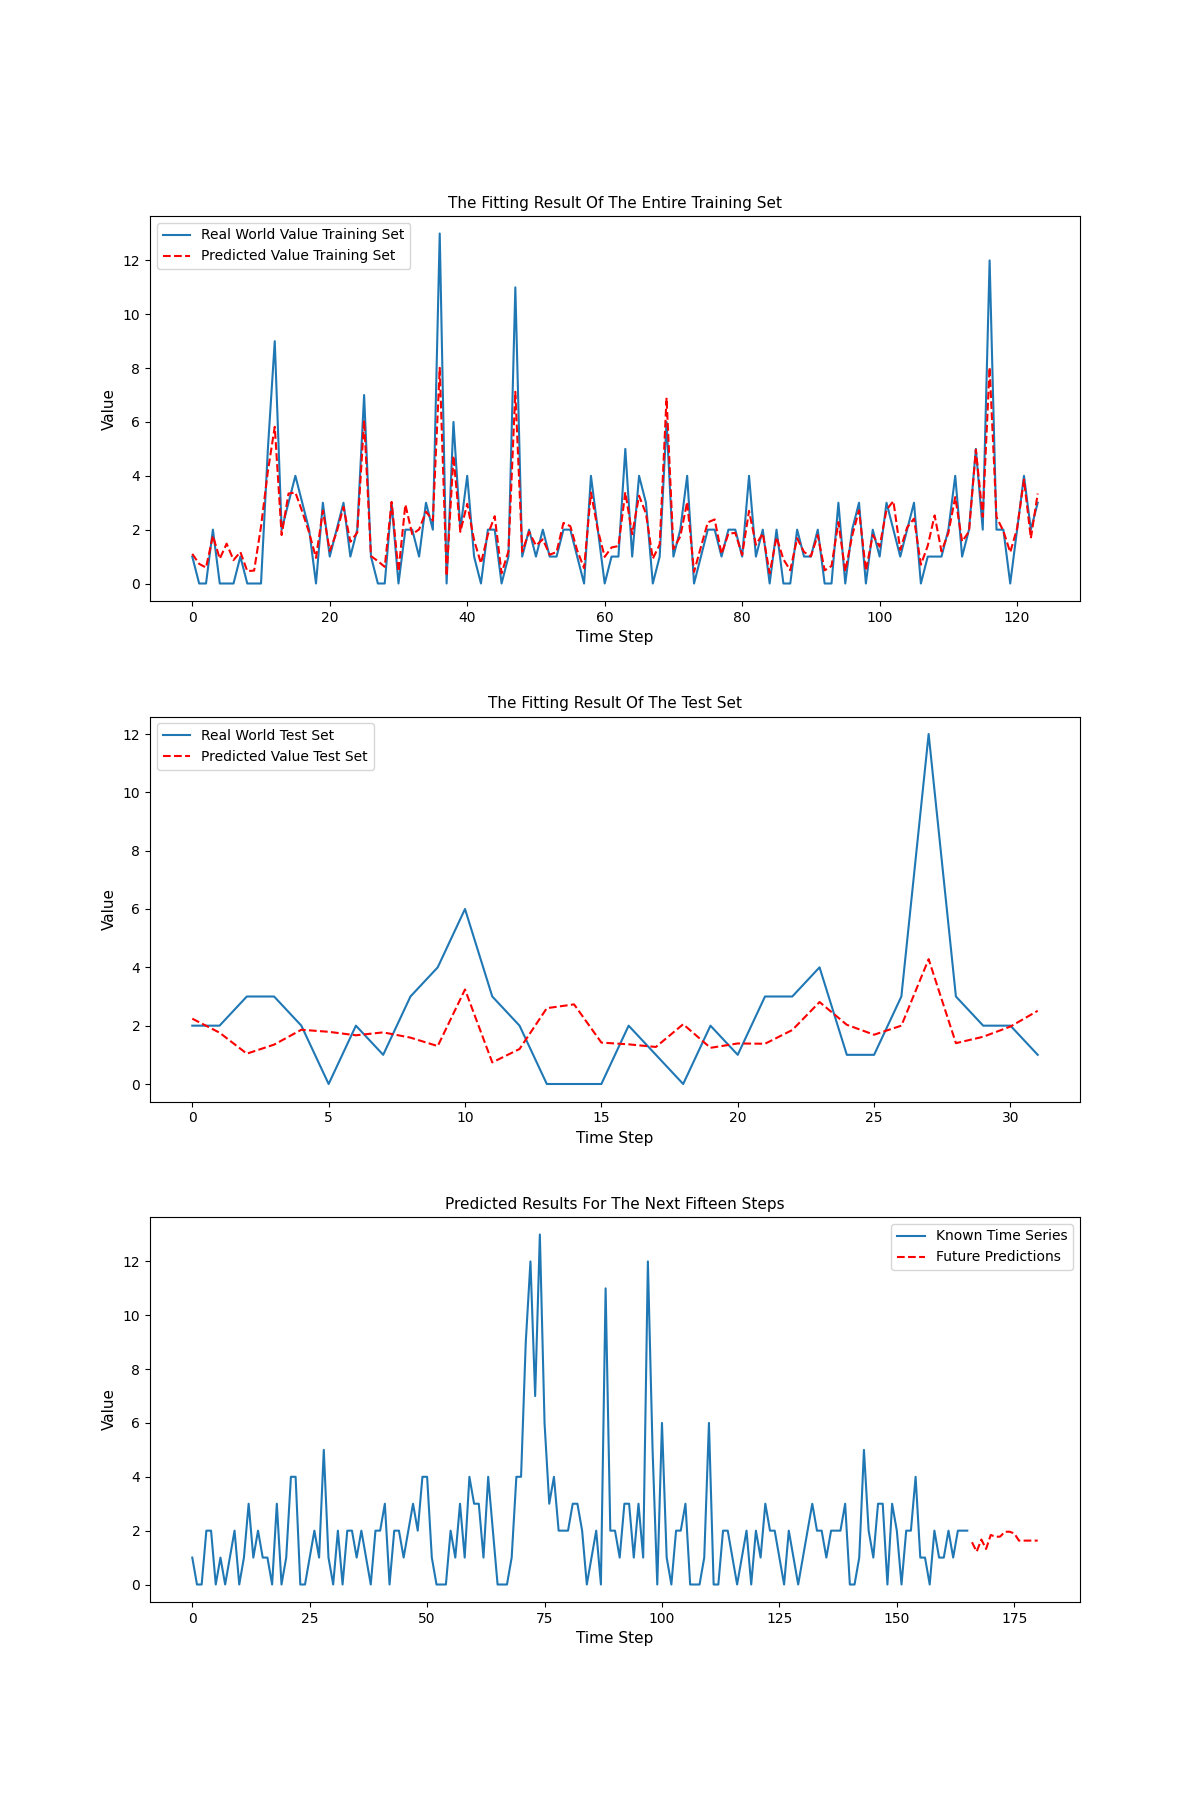 The Fitting Result Of The Entire Training Set
Real World Value Training Set
Predicted Value Training Set
Value
12
10
8
6
4
2
0
0 20 40 60 80 100 120
Time Step
The Fitting Result Of The Test Set
Real World Test Set
Predicted Value Test Set
Value
12
10
8
6
4
2
0
0 5 10 15 20 25 30
Time Step
Predicted Results For The Next Fifteen Steps
Known Time Series
Future Predictions
Value
12
10
8
6
4
2
0
0 25 50 75 100 125 150 175
Time Step